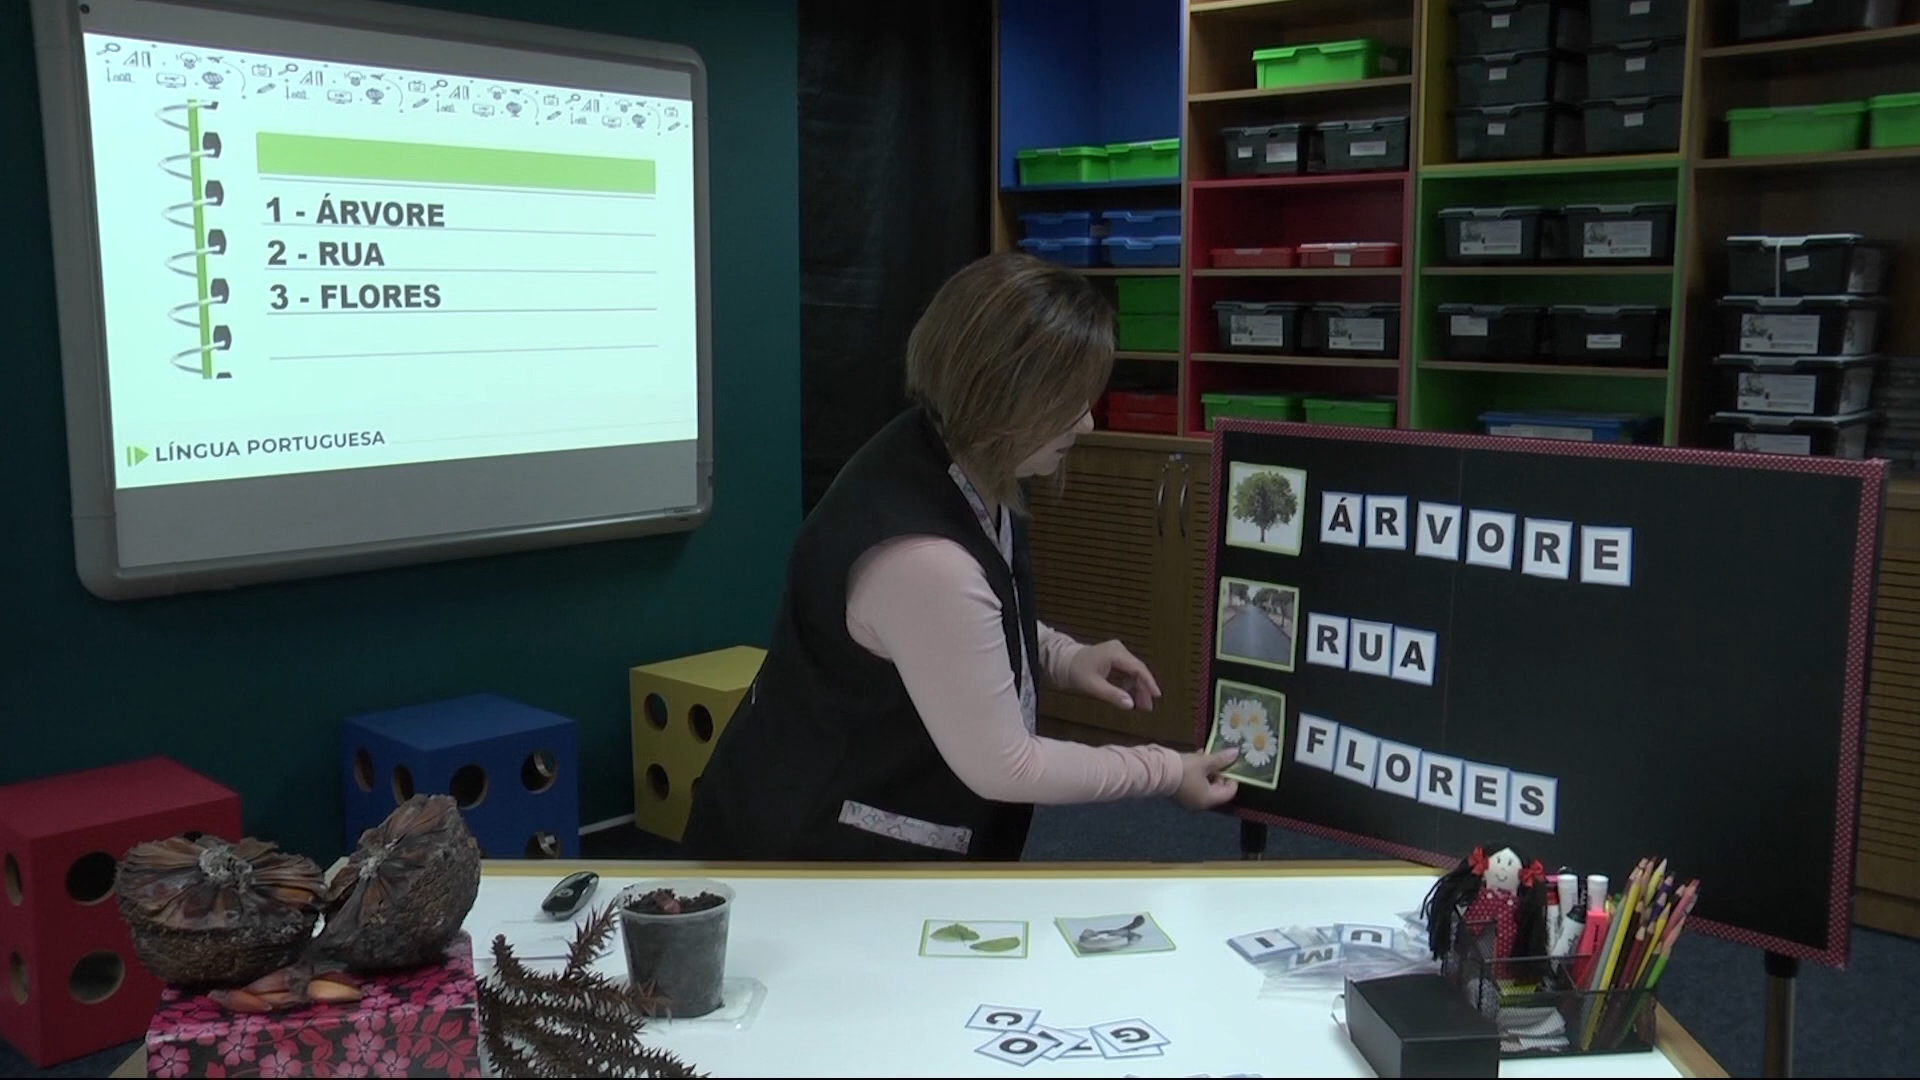 1 - ÁRVORE
2 - RUA
3 - FLORES
LÍNGUA PORTUGUESA
ÁRVORE
RUA
FLORES
I M U
C O G